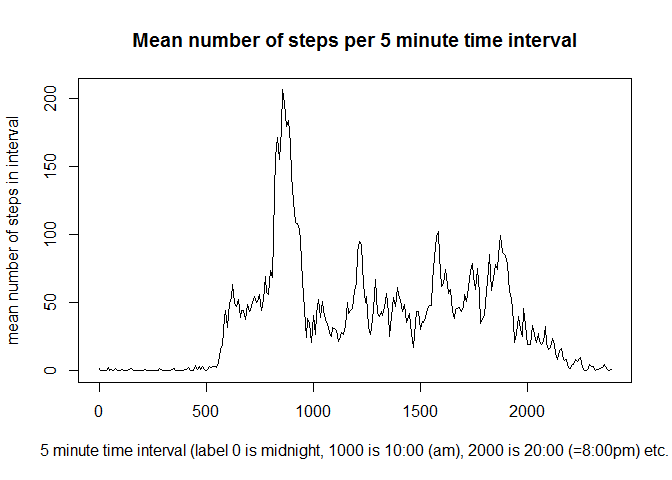 Mean number of steps per 5 minute time interval
mean number of steps in interval
200
150
100
50
0
0 500 1000 1500 2000
5 minute time interval (label 0 is midnight, 1000 is 10:00 (am), 2000 is 20:00 (=8:00pm) etc.